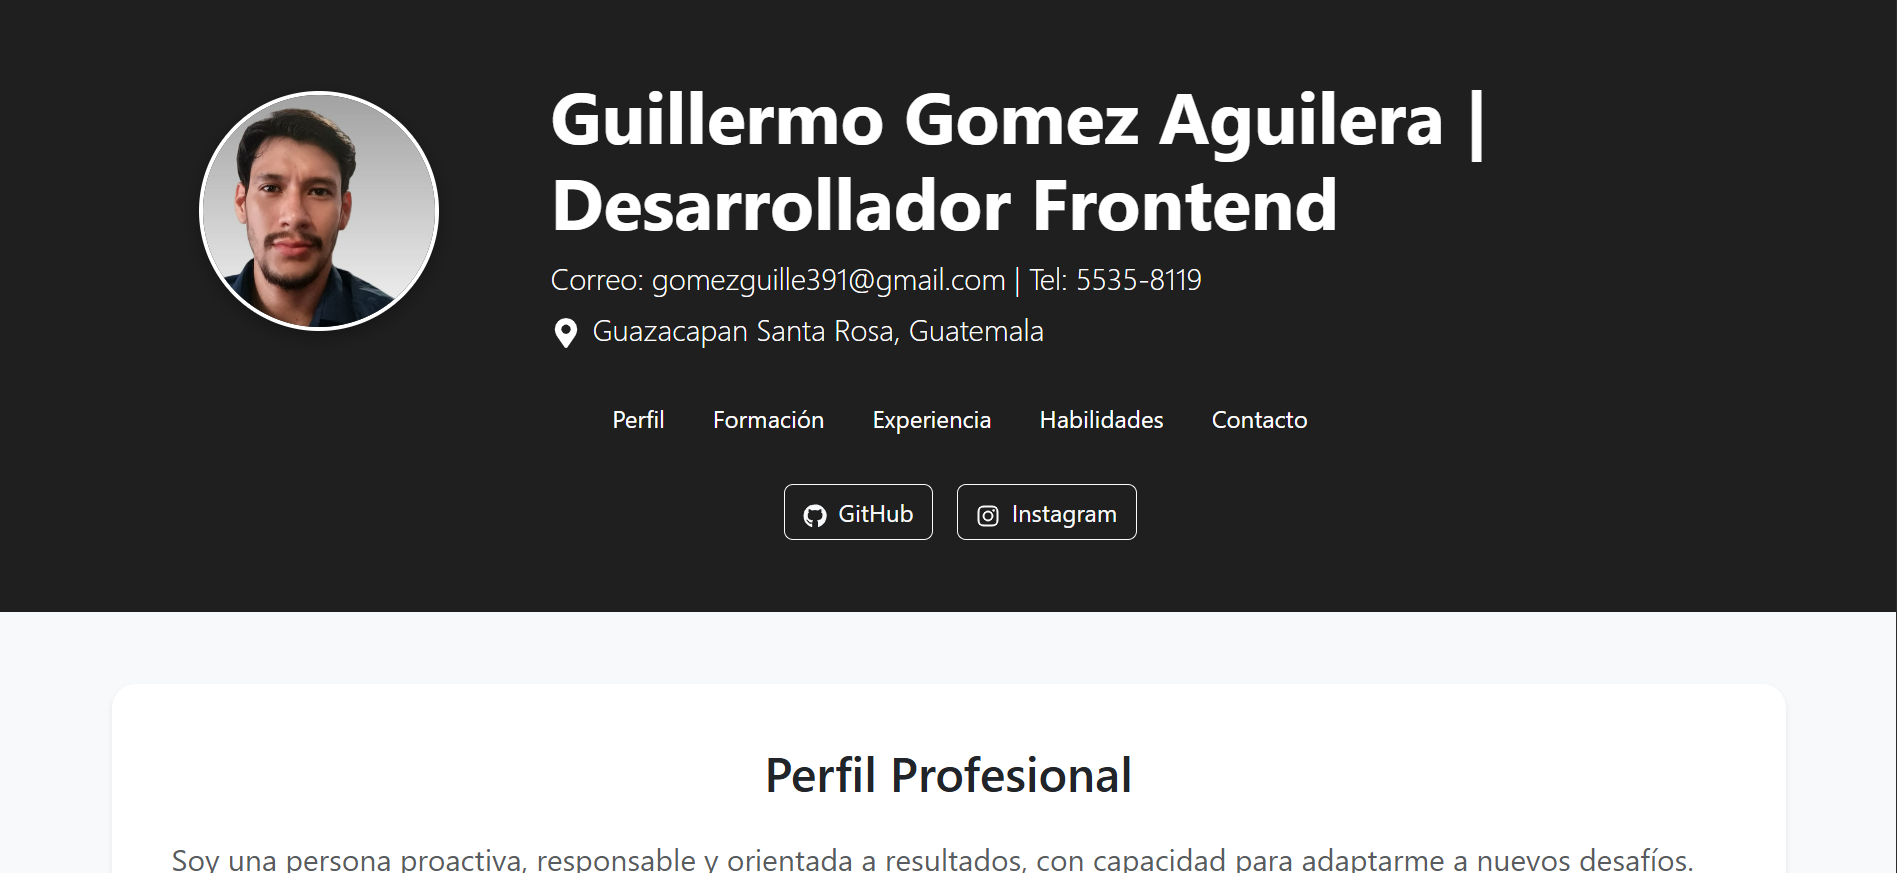 Guillermo Gomez Aguilera |
Desarrollador Frontend
Correo: gomezguille391@gmail.com | Tel: 5535-8119
Guazacapan Santa Rosa, Guatemala
Perfil Formación Experiencia Habilidades Contacto
GitHub Instagram
Perfil Profesional
Soy una persona proactiva, responsable y orientada a resultados, con capacidad para adaptarme a nuevos desafíos.